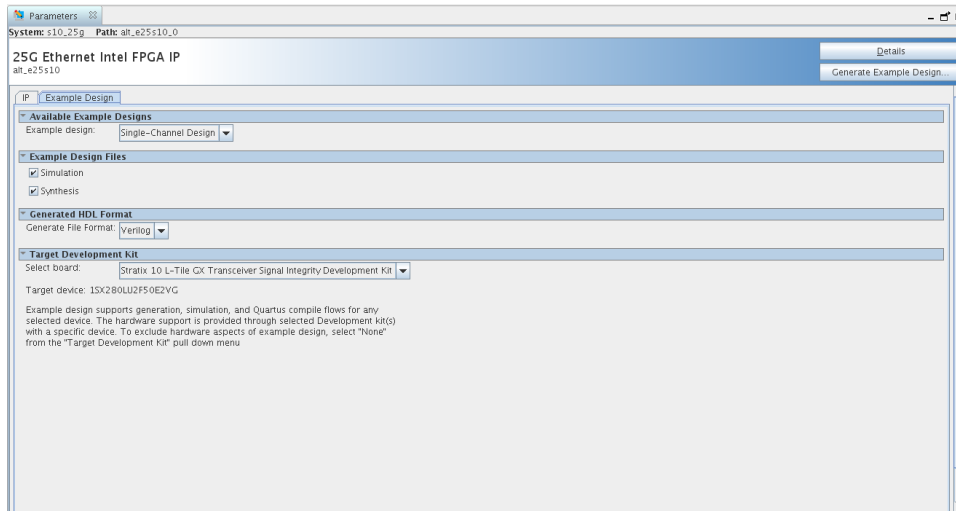 Parameters
System: s10_25g Path: alt_e25s10_0
25G Ethernet Intel FPGA IP
alt_e25s10
Details
Generate Example Design...
IP Example Design
Available Example Designs
Example design: Single-Channel Design
Example Design Files
Simulation
Synthesis
Generated HDL Format
Generate File Format: Verilog
Target Development Kit
Select board: Stratix 10 L-Tile GX Transceiver Signal Integrity Development Kit
Target device: 1SX280LU2F50E2VG
Example design supports generation, simulation, and Quartus compile flows for any
selected device. The hardware support is provided through selected Development kit(s)
with a specific device. To exclude hardware aspects of example design, select "None"
from the "Target Development Kit" pull down menu